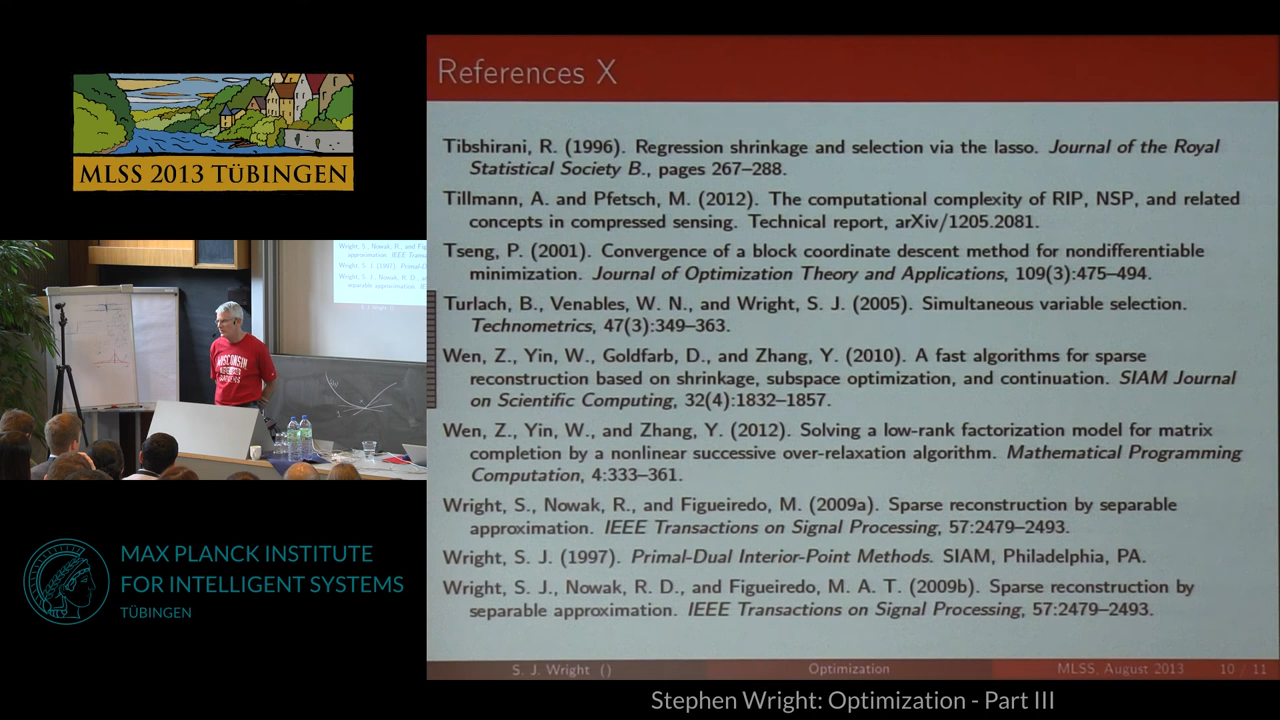 MLSS 2013 TÜBINGEN
WISCONSIN
MAX PLANCK INSTITUTE
FOR INTELLIGENT SYSTEMS
TÜBINGEN
References X
Tibshirani, R. (1996). Regression shrinkage and selection via the lasso. Journal of the Royal
Statistical Society B., pages 267–288.
Tillmann, A. and Pfetsch, M. (2012). The computational complexity of RIP, NSP, and related
concepts in compressed sensing. Technical report, arXiv/1205.2081.
Tseng, P. (2001). Convergence of a block coordinate descent method for nondifferentiable
minimization. Journal of Optimization Theory and Applications, 109(3):475–494.
Turlach, B., Venables, W. N., and Wright, S. J. (2005). Simultaneous variable selection.
Technometrics, 47(3):349–363.
Wen, Z., Yin, W., Goldfarb, D., and Zhang, Y. (2010). A fast algorithms for sparse
reconstruction based on shrinkage, subspace optimization, and continuation. SIAM Journal
on Scientific Computing, 32(4):1832–1857.
Wen, Z., Yin, W., and Zhang, Y. (2012). Solving a low-rank factorization model for matrix
completion by a nonlinear successive over-relaxation algorithm. Mathematical Programming
Computation, 4:333–361.
Wright, S., Nowak, R., and Figueiredo, M. (2009a). Sparse reconstruction by separable
approximation. IEEE Transactions on Signal Processing, 57:2479–2493.
Wright, S. J. (1997). Primal-Dual Interior-Point Methods. SIAM, Philadelphia, PA.
Wright, S. J., Nowak, R. D., and Figueiredo, M. A. T. (2009b). Sparse reconstruction by
separable approximation. IEEE Transactions on Signal Processing, 57:2479–2493.
S. J. Wright () Optimization MLSS, August 2013 10 / 11
Stephen Wright: Optimization - Part III